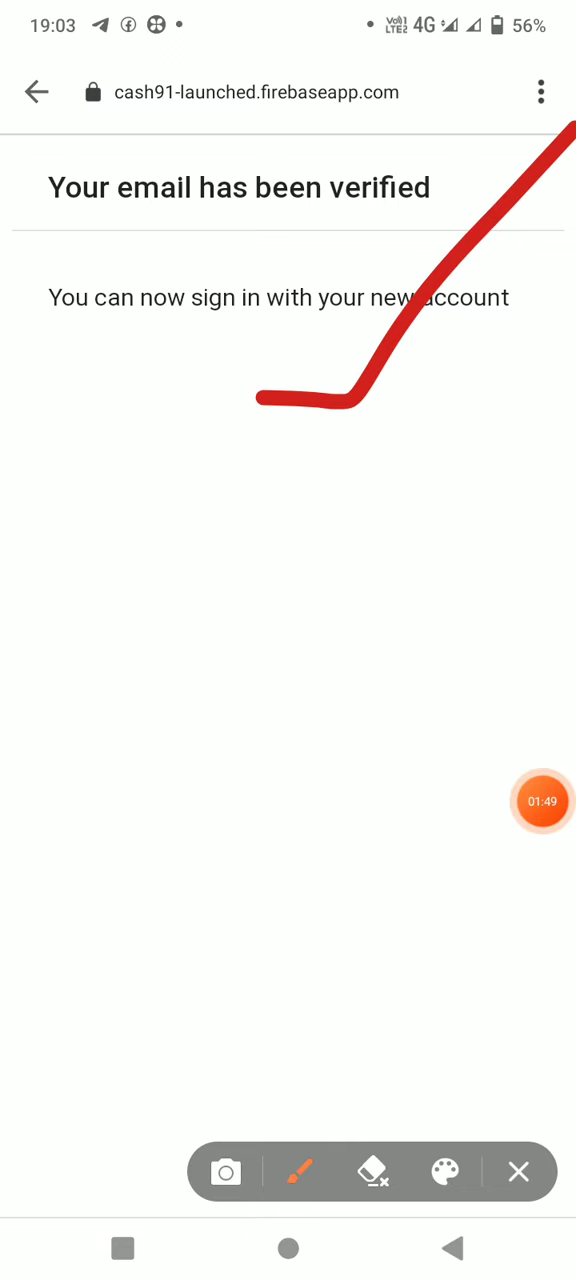 19:03 4G 56%
cash91-launched.firebaseapp.com
Your email has been verified
You can now sign in with your new account
01:49